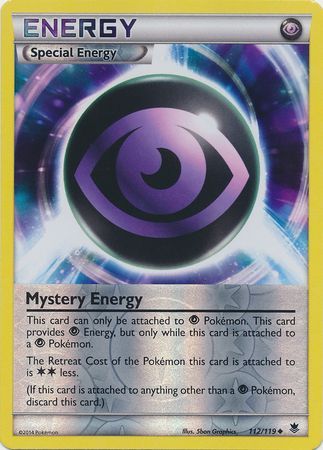 ENERGY
Special Energy
Mystery Energy
This card can only be attached to Pokémon. This card
provides Energy, but only while this card is attached to
a Pokémon.
The Retreat Cost of the Pokémon this card is attached to
is less.
(If this card is attached to anything other than a Pokémon,
discard this card.)
©2014 Pokémon
Illus. 5ban Graphics
112/119